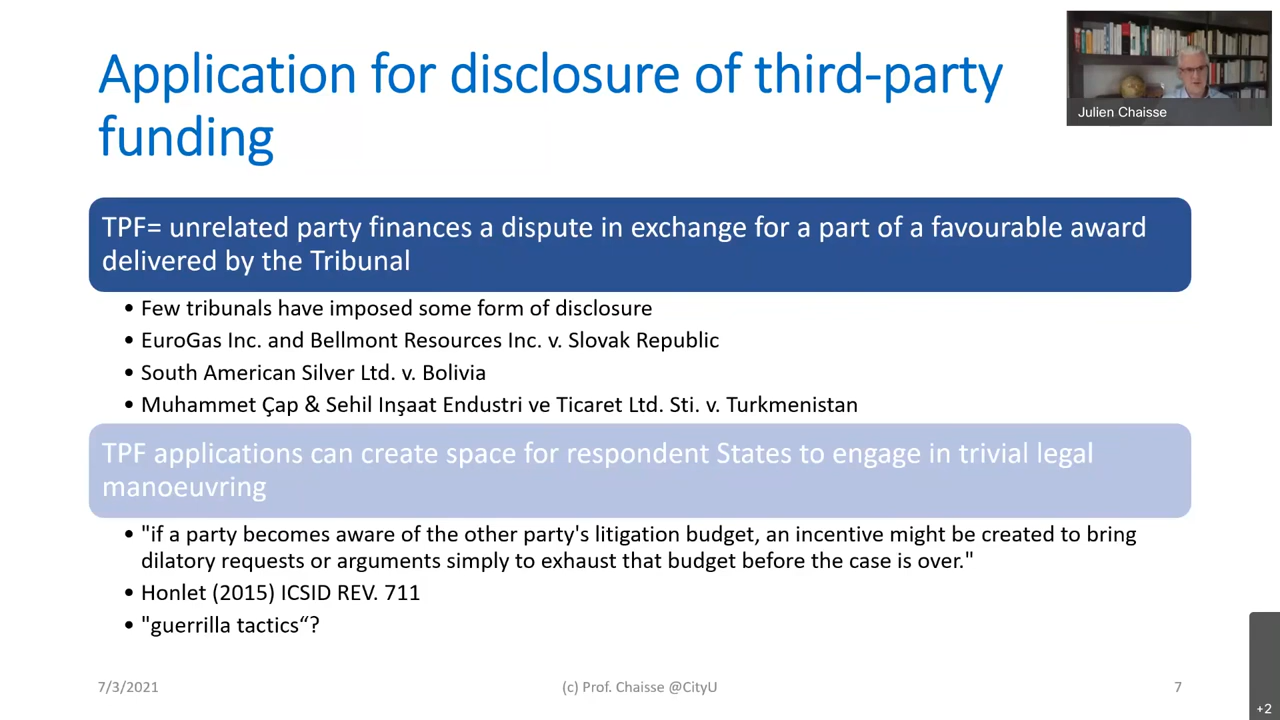 Application for disclosure of third-party
funding
Julien Chaisse
TPF= unrelated party finances a dispute in exchange for a part of a favourable award
delivered by the Tribunal
• Few tribunals have imposed some form of disclosure
• EuroGas Inc. and Bellmont Resources Inc. v. Slovak Republic
• South American Silver Ltd. v. Bolivia
• Muhammet Çap & Sehil Inşaat Endustri ve Ticaret Ltd. Sti. v. Turkmenistan
TPF applications can create space for respondent States to engage in trivial legal
manoeuvring
• "if a party becomes aware of the other party's litigation budget, an incentive might be created to bring
dilatory requests or arguments simply to exhaust that budget before the case is over."
• Honlet (2015) ICSID REV. 711
• "guerrilla tactics“?
7/3/2021
(c) Prof. Chaisse @CityU
7
+2